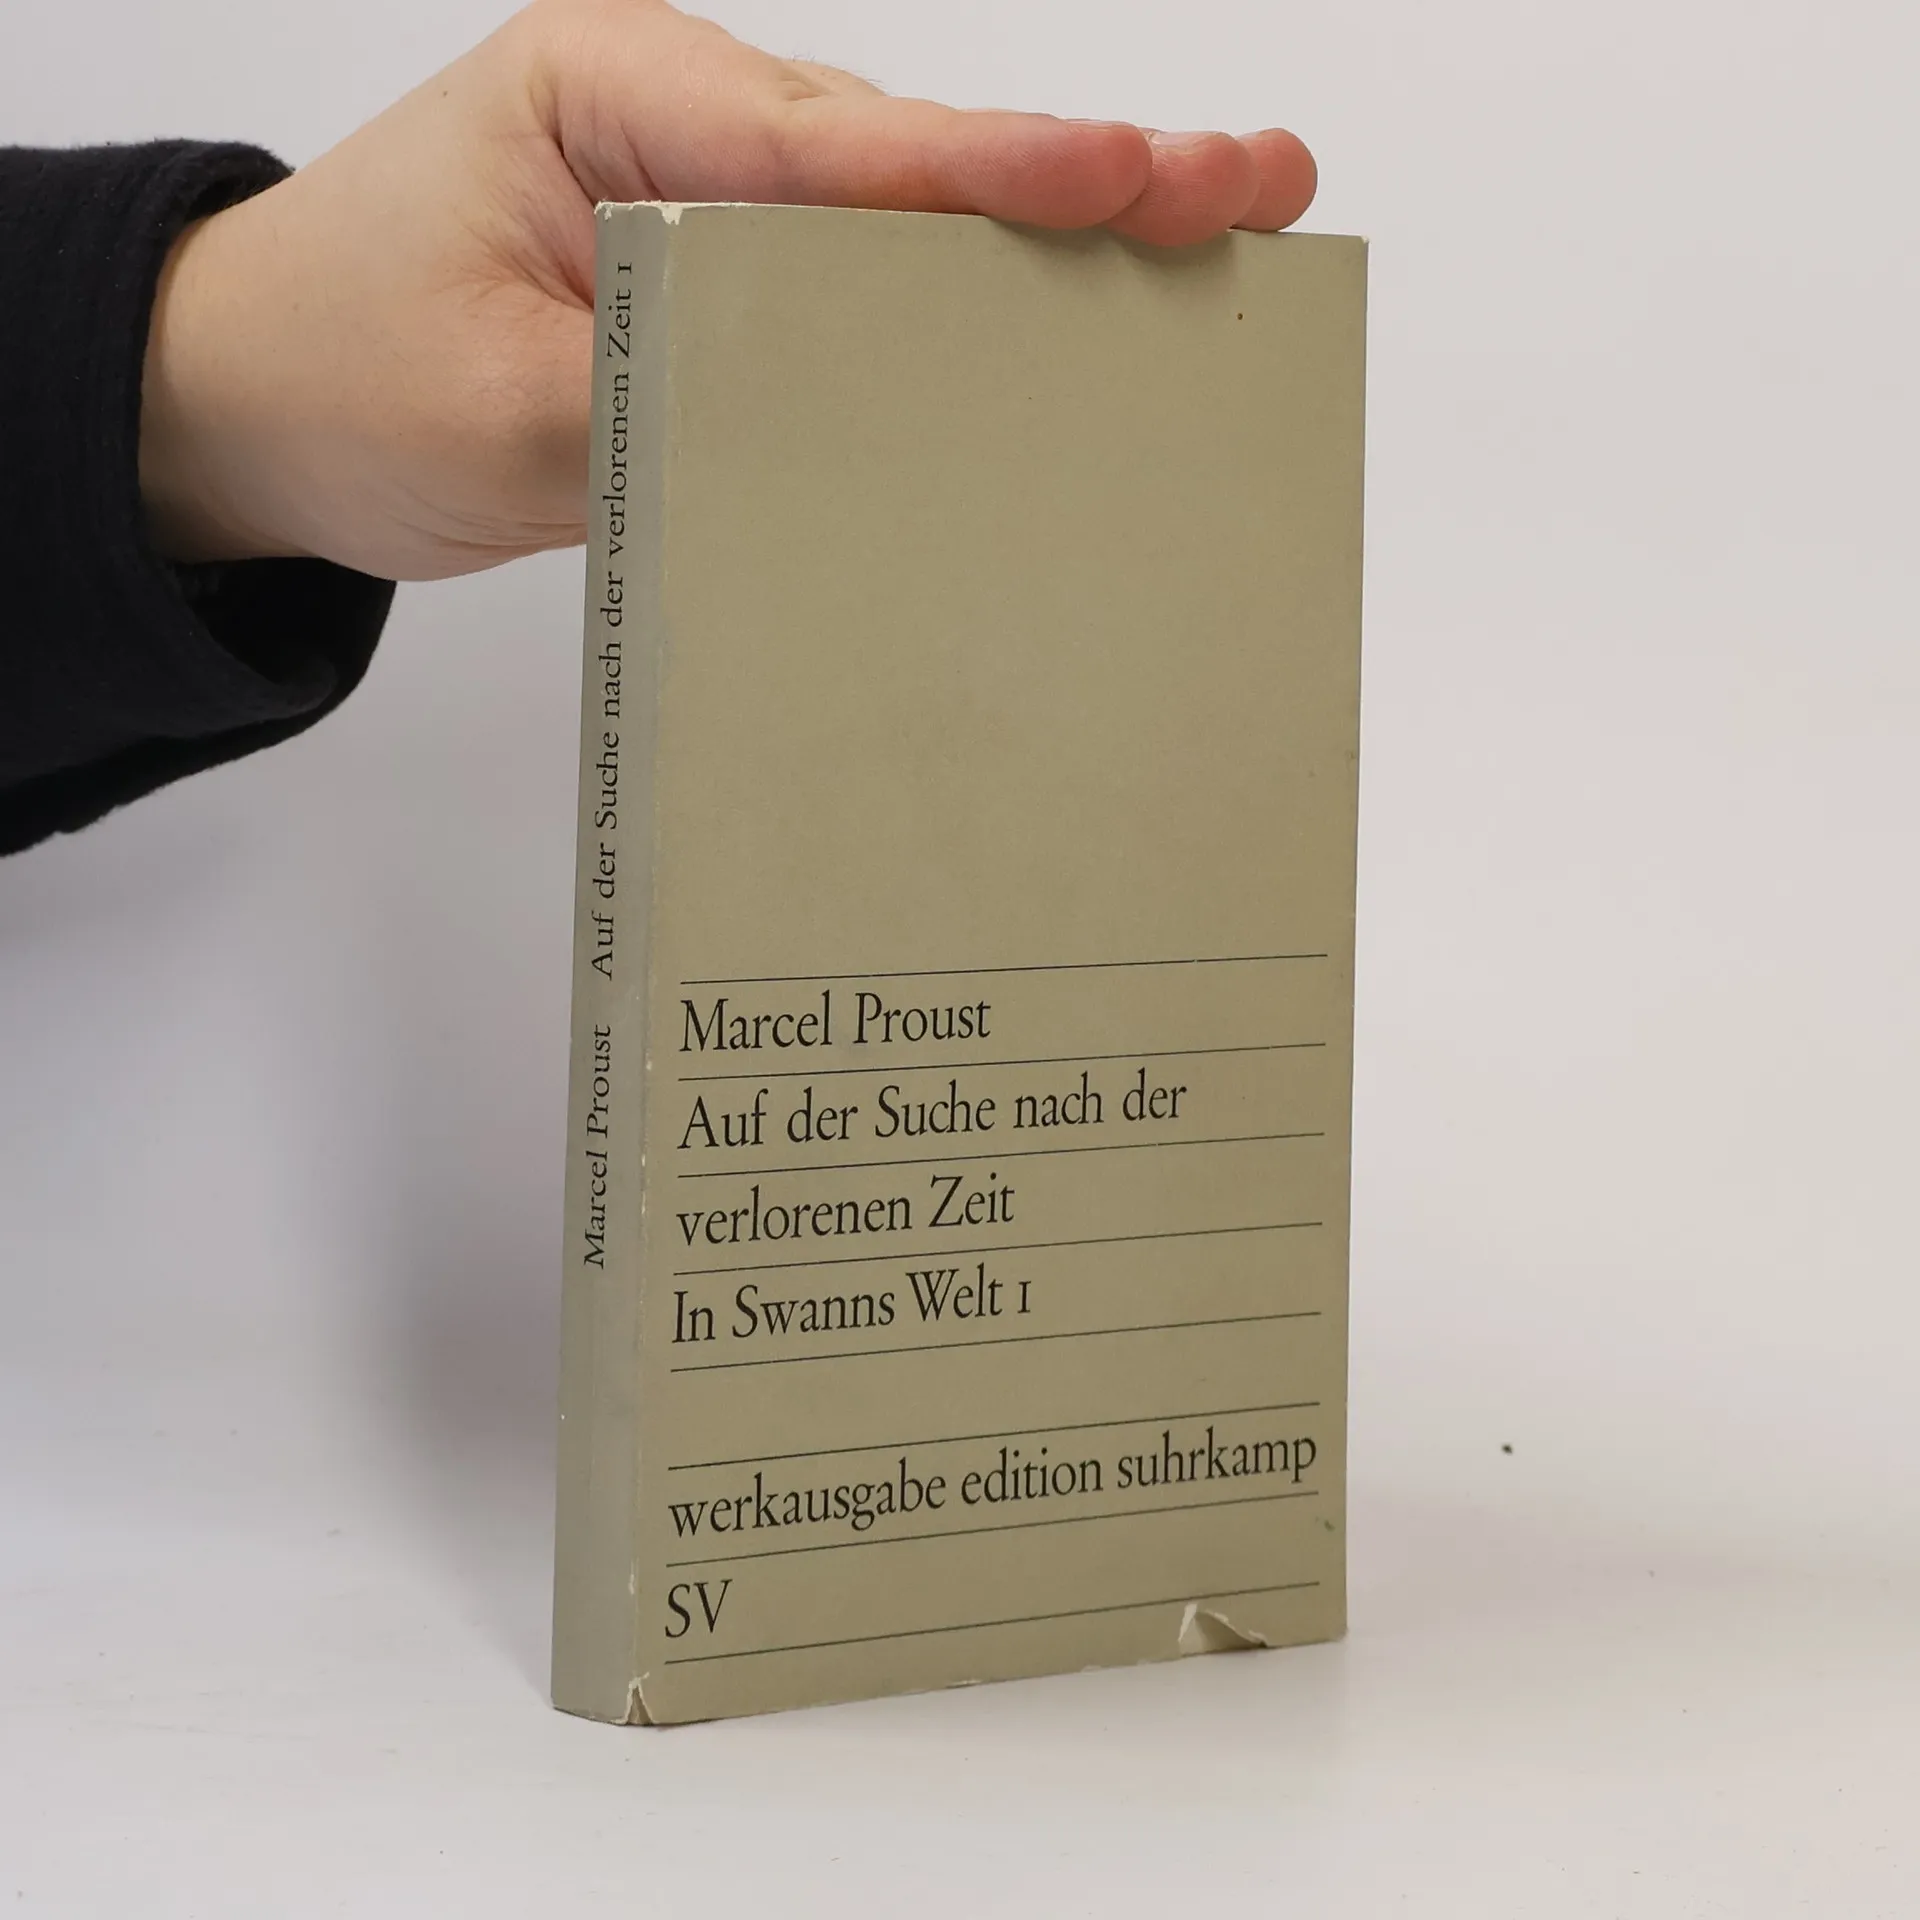 Marcel Proust Auf der Suche nach der verlorenen Zeit 1
Marcel Proust
Auf der Suche nach der
verlorenen Zeit
In Swanns Welt 1
werkausgabe edition suhrkamp
SV